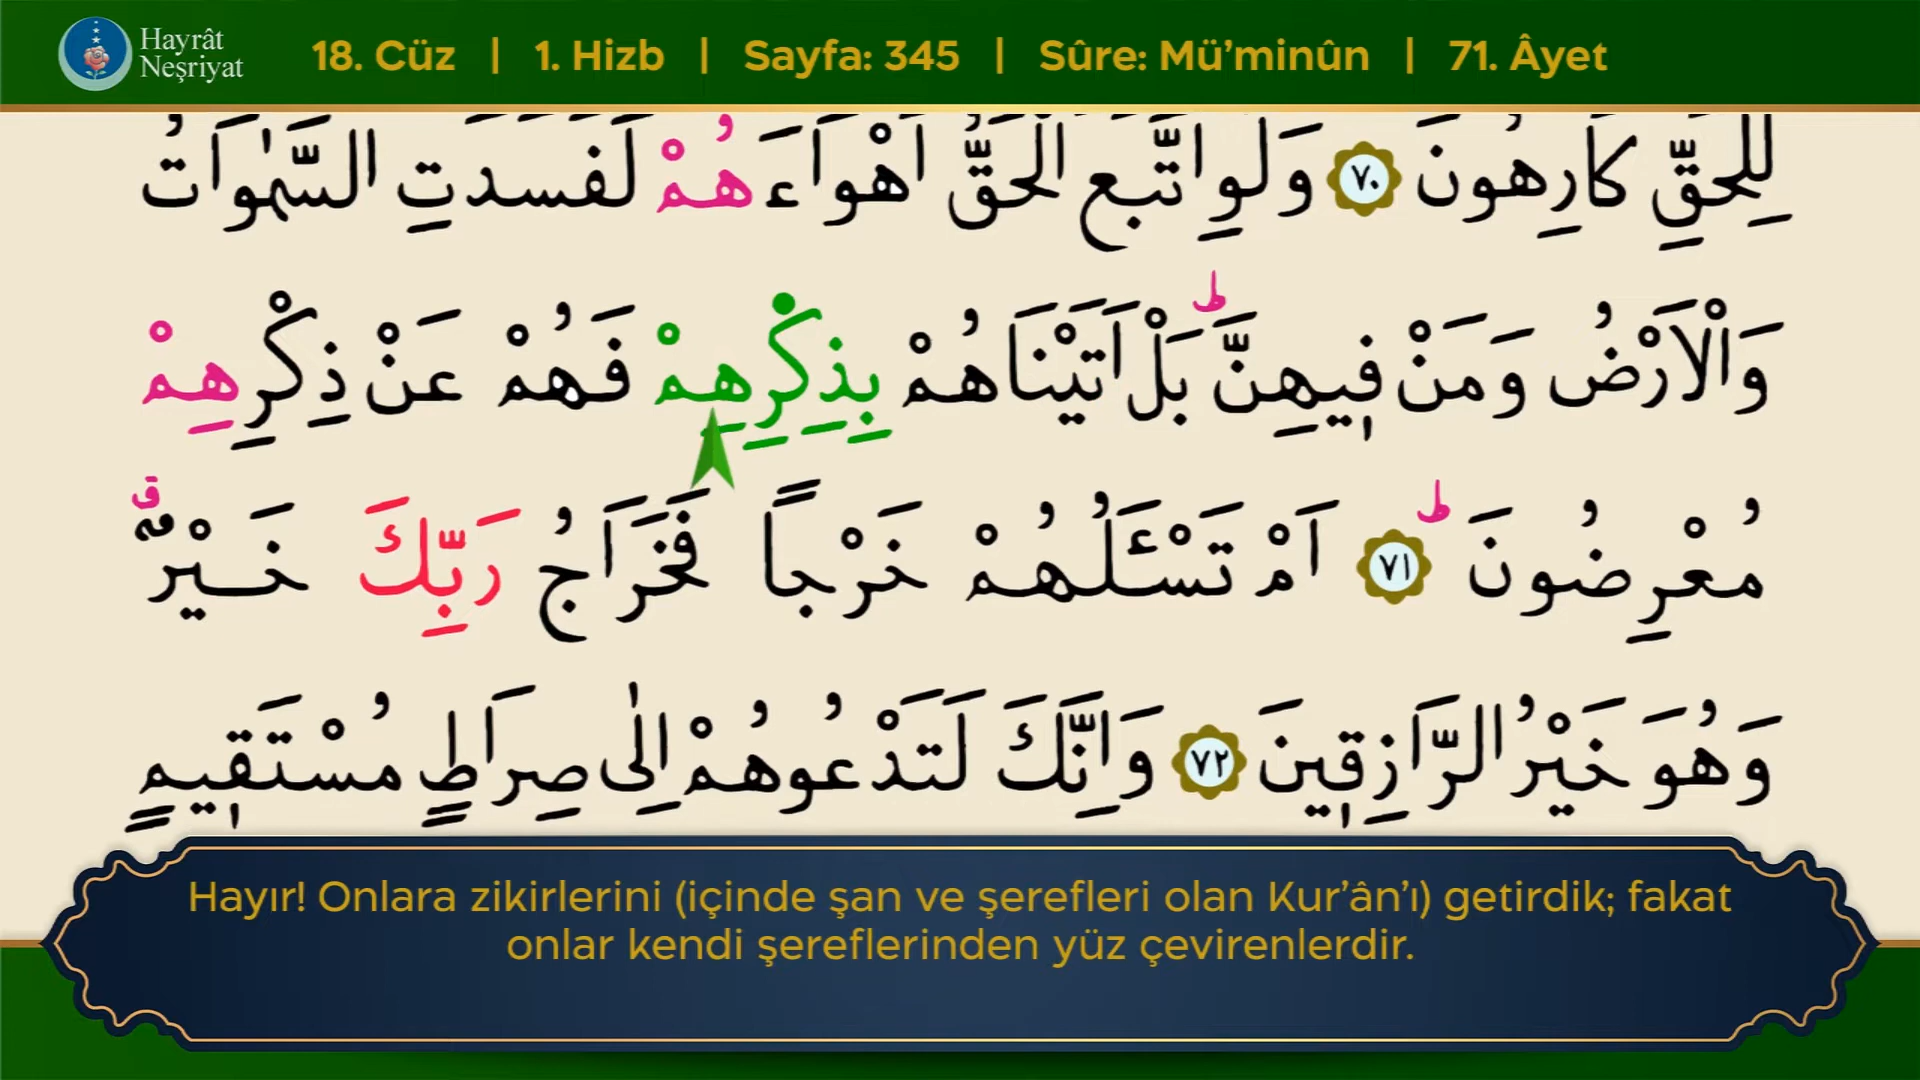 Hayrât
Neşriyat
18. Cüz | 1. Hizb | Sayfa: 345 | Sûre: Mü’minûn | 71. Âyet
لِلْحَقِّ كَارِهُونَ ﴿٧٠﴾ وَلَوِ اتَّبَعَ الْحَقُّ اَهْوَاءَهُمْ لَفَسَدَتِ السَّمٰوَاتُ
وَالْاَرْضُ وَمَنْ فٖيهِنَّ ؕ بَلْ اَتَيْنَاهُمْ بِذِكْرِهِمْ فَهُمْ عَنْ ذِكْرِهِمْ
مُعْرِضُونَ ؕ ﴿٧١﴾ اَمْ تَسْـَٔلُهُمْ خَرْجًا فَخَرَاجُ رَبِّكَ خَيْرٌ ࣗ
وَهُوَ خَيْرُ الرَّازِقٖينَ ﴿٧٢﴾ وَاِنَّكَ لَتَدْعُوهُمْ اِلٰى صِرَاطٍ مُسْتَقٖيمٍ
Hayır! Onlara zikirlerini (içinde şan ve şerefleri olan Kur’ân’ı) getirdik; fakat
onlar kendi şereflerinden yüz çevirenlerdir.